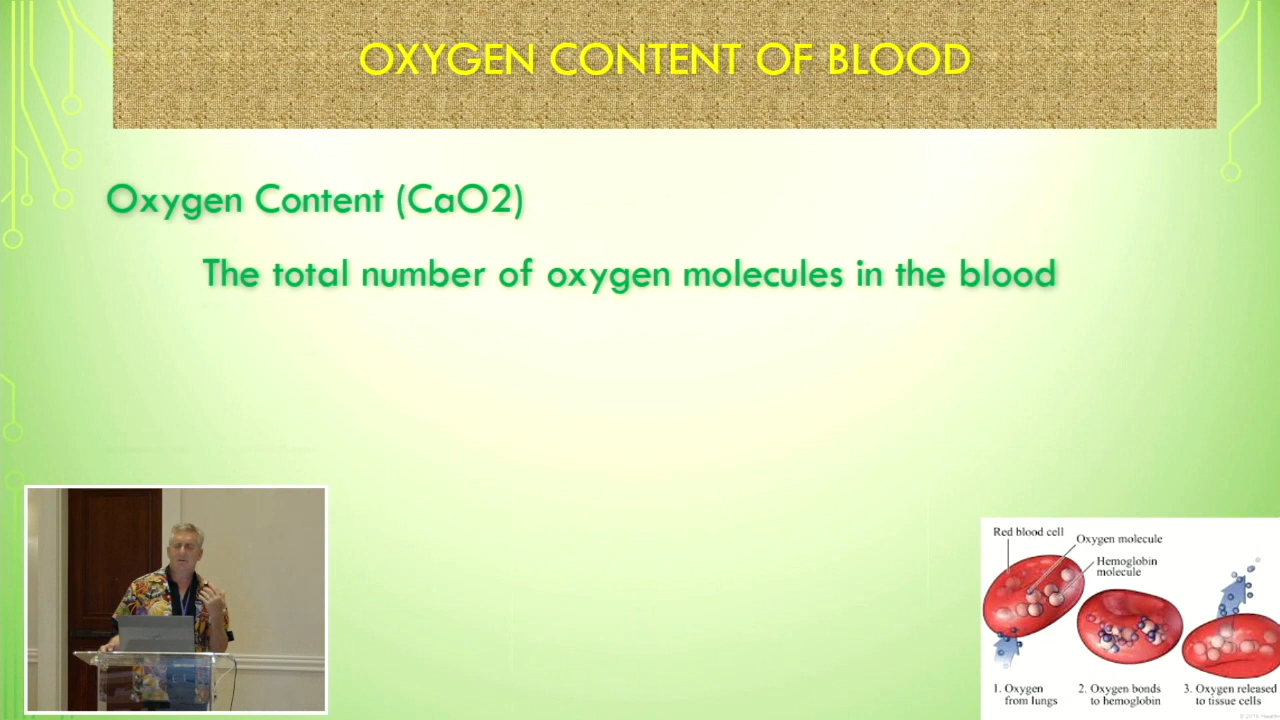 OXYGEN CONTENT OF BLOOD
Oxygen Content (CaO2)
The total number of oxygen molecules in the blood
Red blood cell
Oxygen molecule
Hemoglobin
molecule
1. Oxygen
from lungs
2. Oxygen bonds
to hemoglobin
3. Oxygen released
to tissue cells